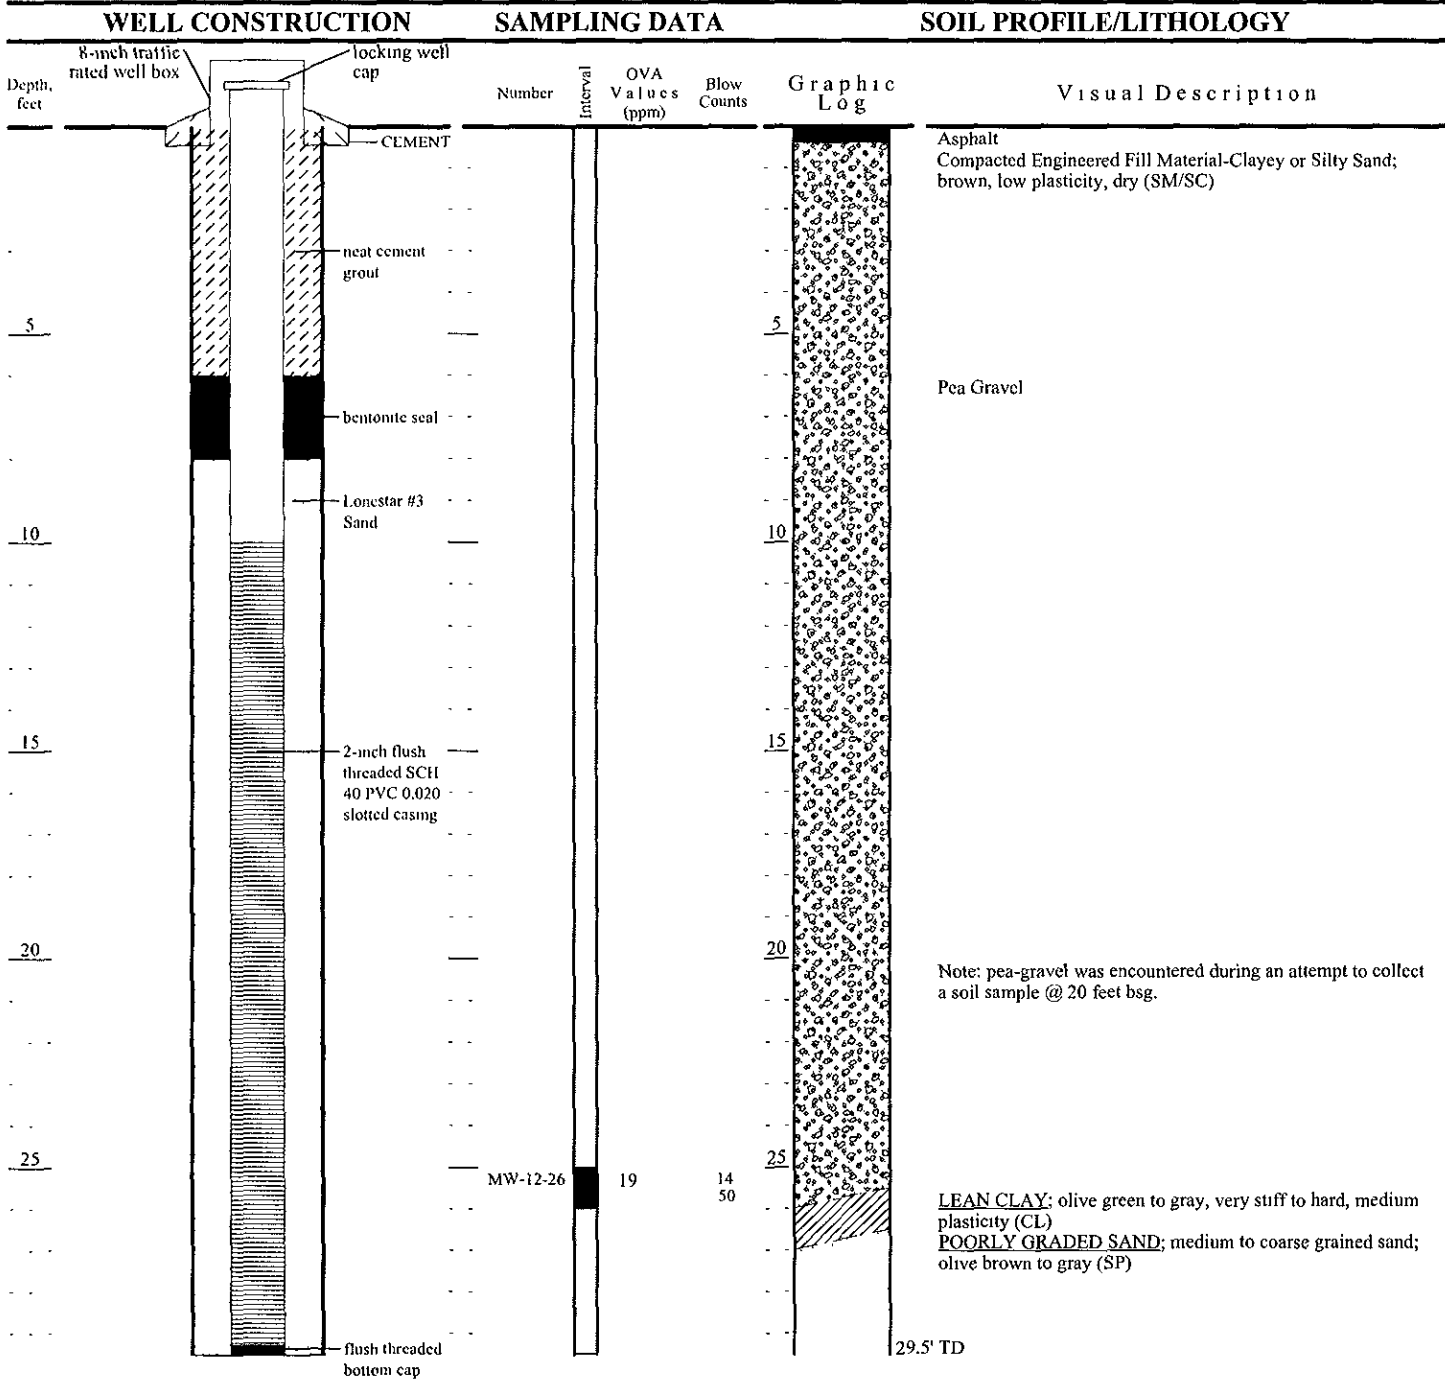 WELL CONSTRUCTION SAMPLING DATA SOIL PROFILE/LITHOLOGY
Depth, feet
8-inch traffic
rated well box
locking well
cap
Number
Interval
OVA
Values
(ppm)
Blow
Counts
Graphic
Log
Visual Description
CEMENT
Asphalt
Compacted Engineered Fill Material-Clayey or Silty Sand;
brown, low plasticity, dry (SM/SC)
neat cement
grout
5
5
Pea Gravel
bentonite seal
Lonestar #3
Sand
10
10
15
15
2-inch flush
threaded SCH
40 PVC 0.020
slotted casing
20
20
Note: pea-gravel was encountered during an attempt to collect
a soil sample @ 20 feet bsg.
25
25
MW-12-26
19
14
50
LEAN CLAY; olive green to gray, very stiff to hard, medium
plasticity (CL)
POORLY GRADED SAND; medium to coarse grained sand;
olive brown to gray (SP)
29.5' TD
flush threaded
bottom cap